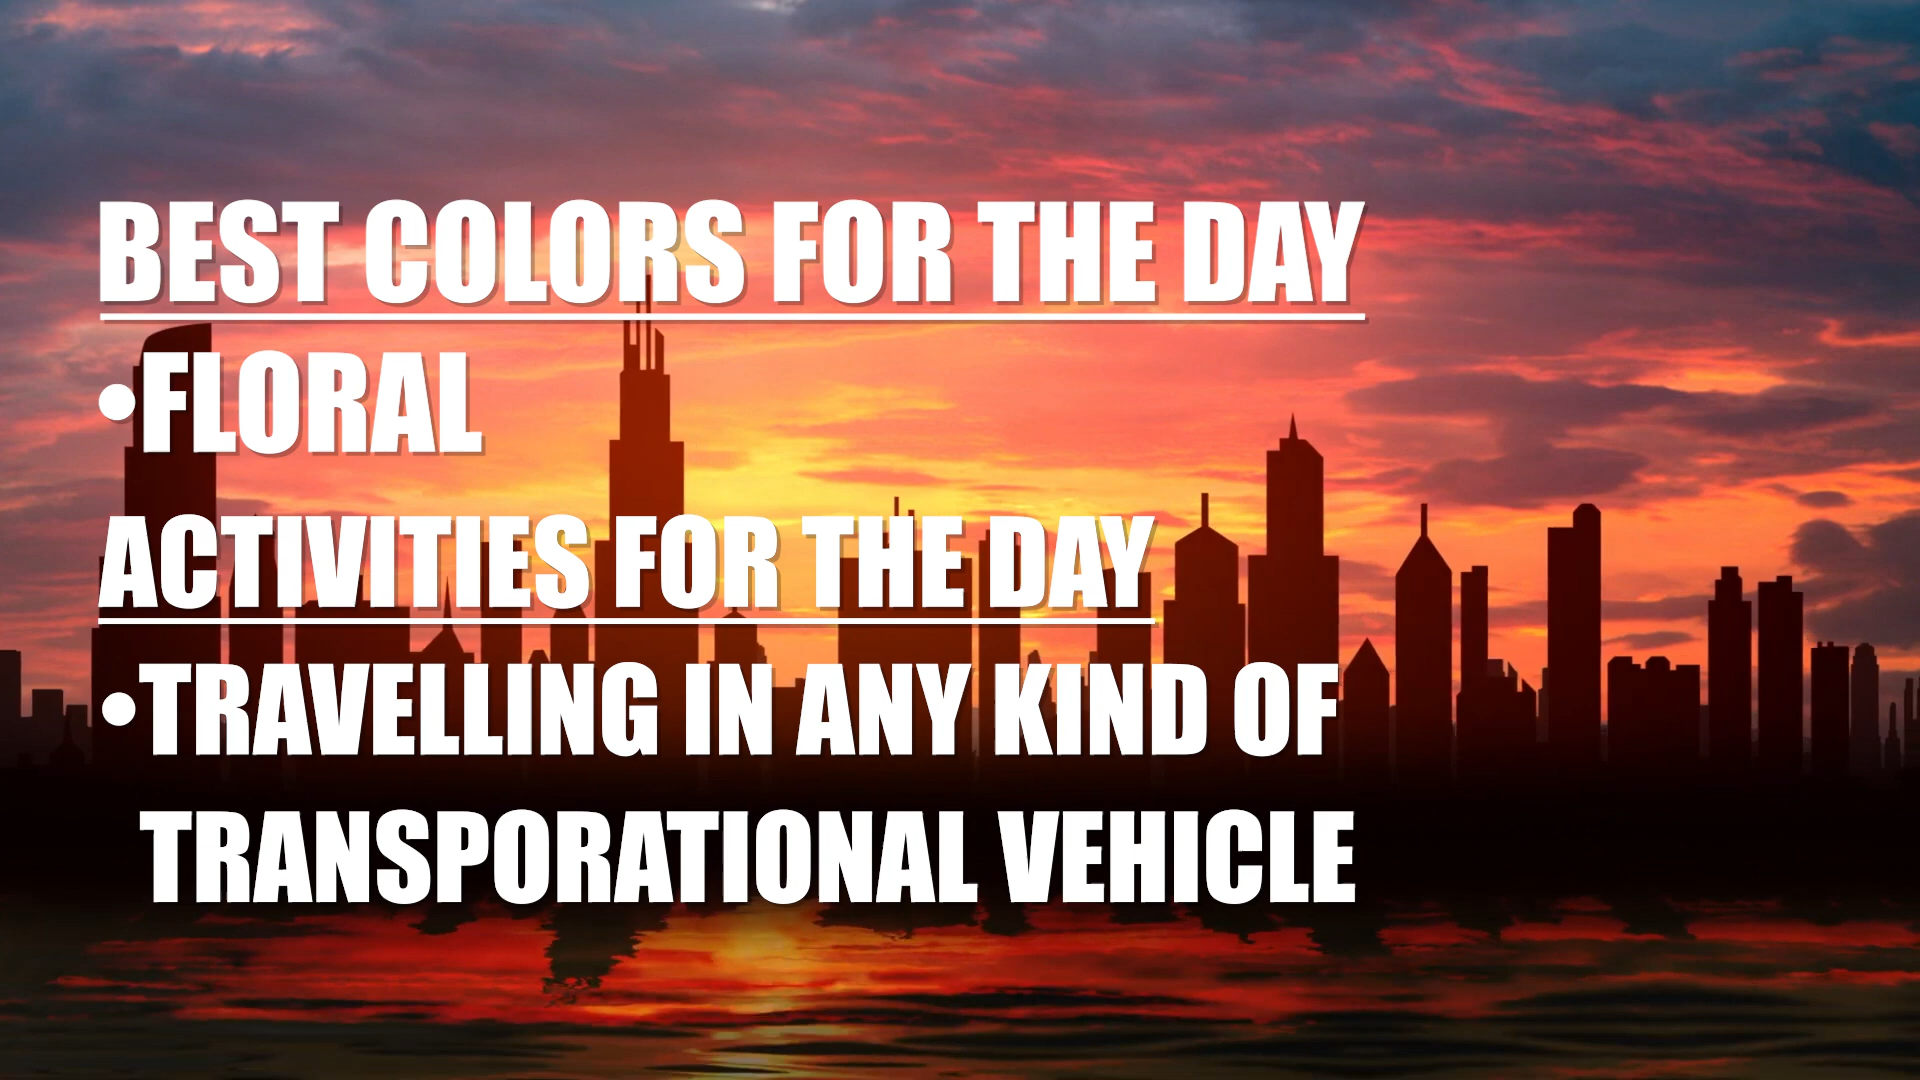 BEST COLORS FOR THE DAY
•FLORAL
ACTIVITIES FOR THE DAY
•TRAVELLING IN ANY KIND OF
TRANSPORATIONAL VEHICLE